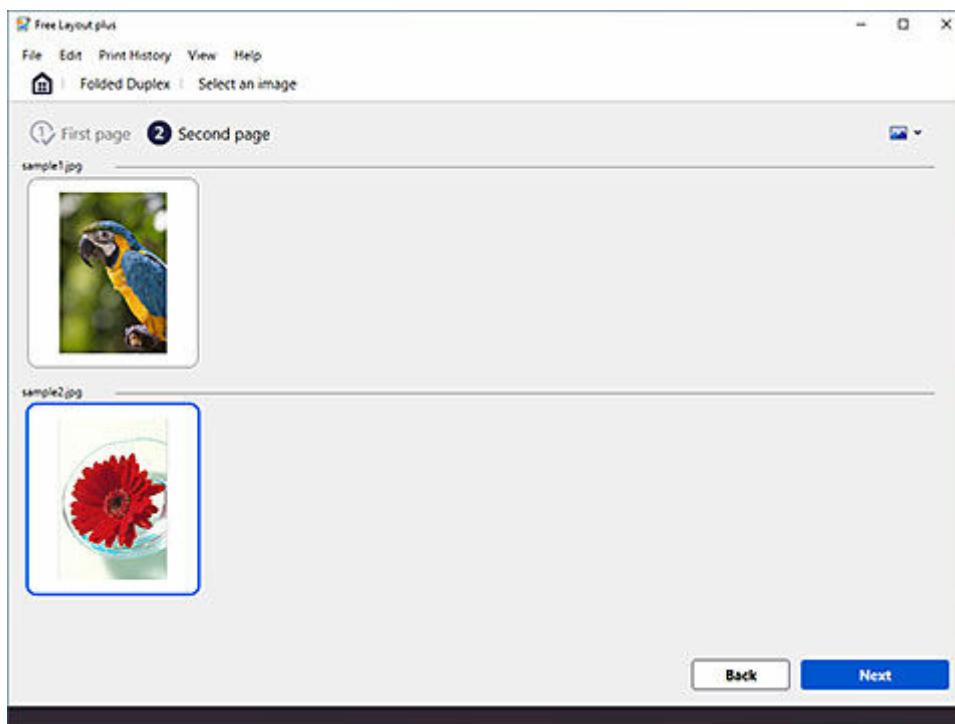 Free Layout plus
File Edit Print History View Help
Folded Duplex Select an image
1 First page 2 Second page
sample1.jpg
sample2.jpg
Back Next